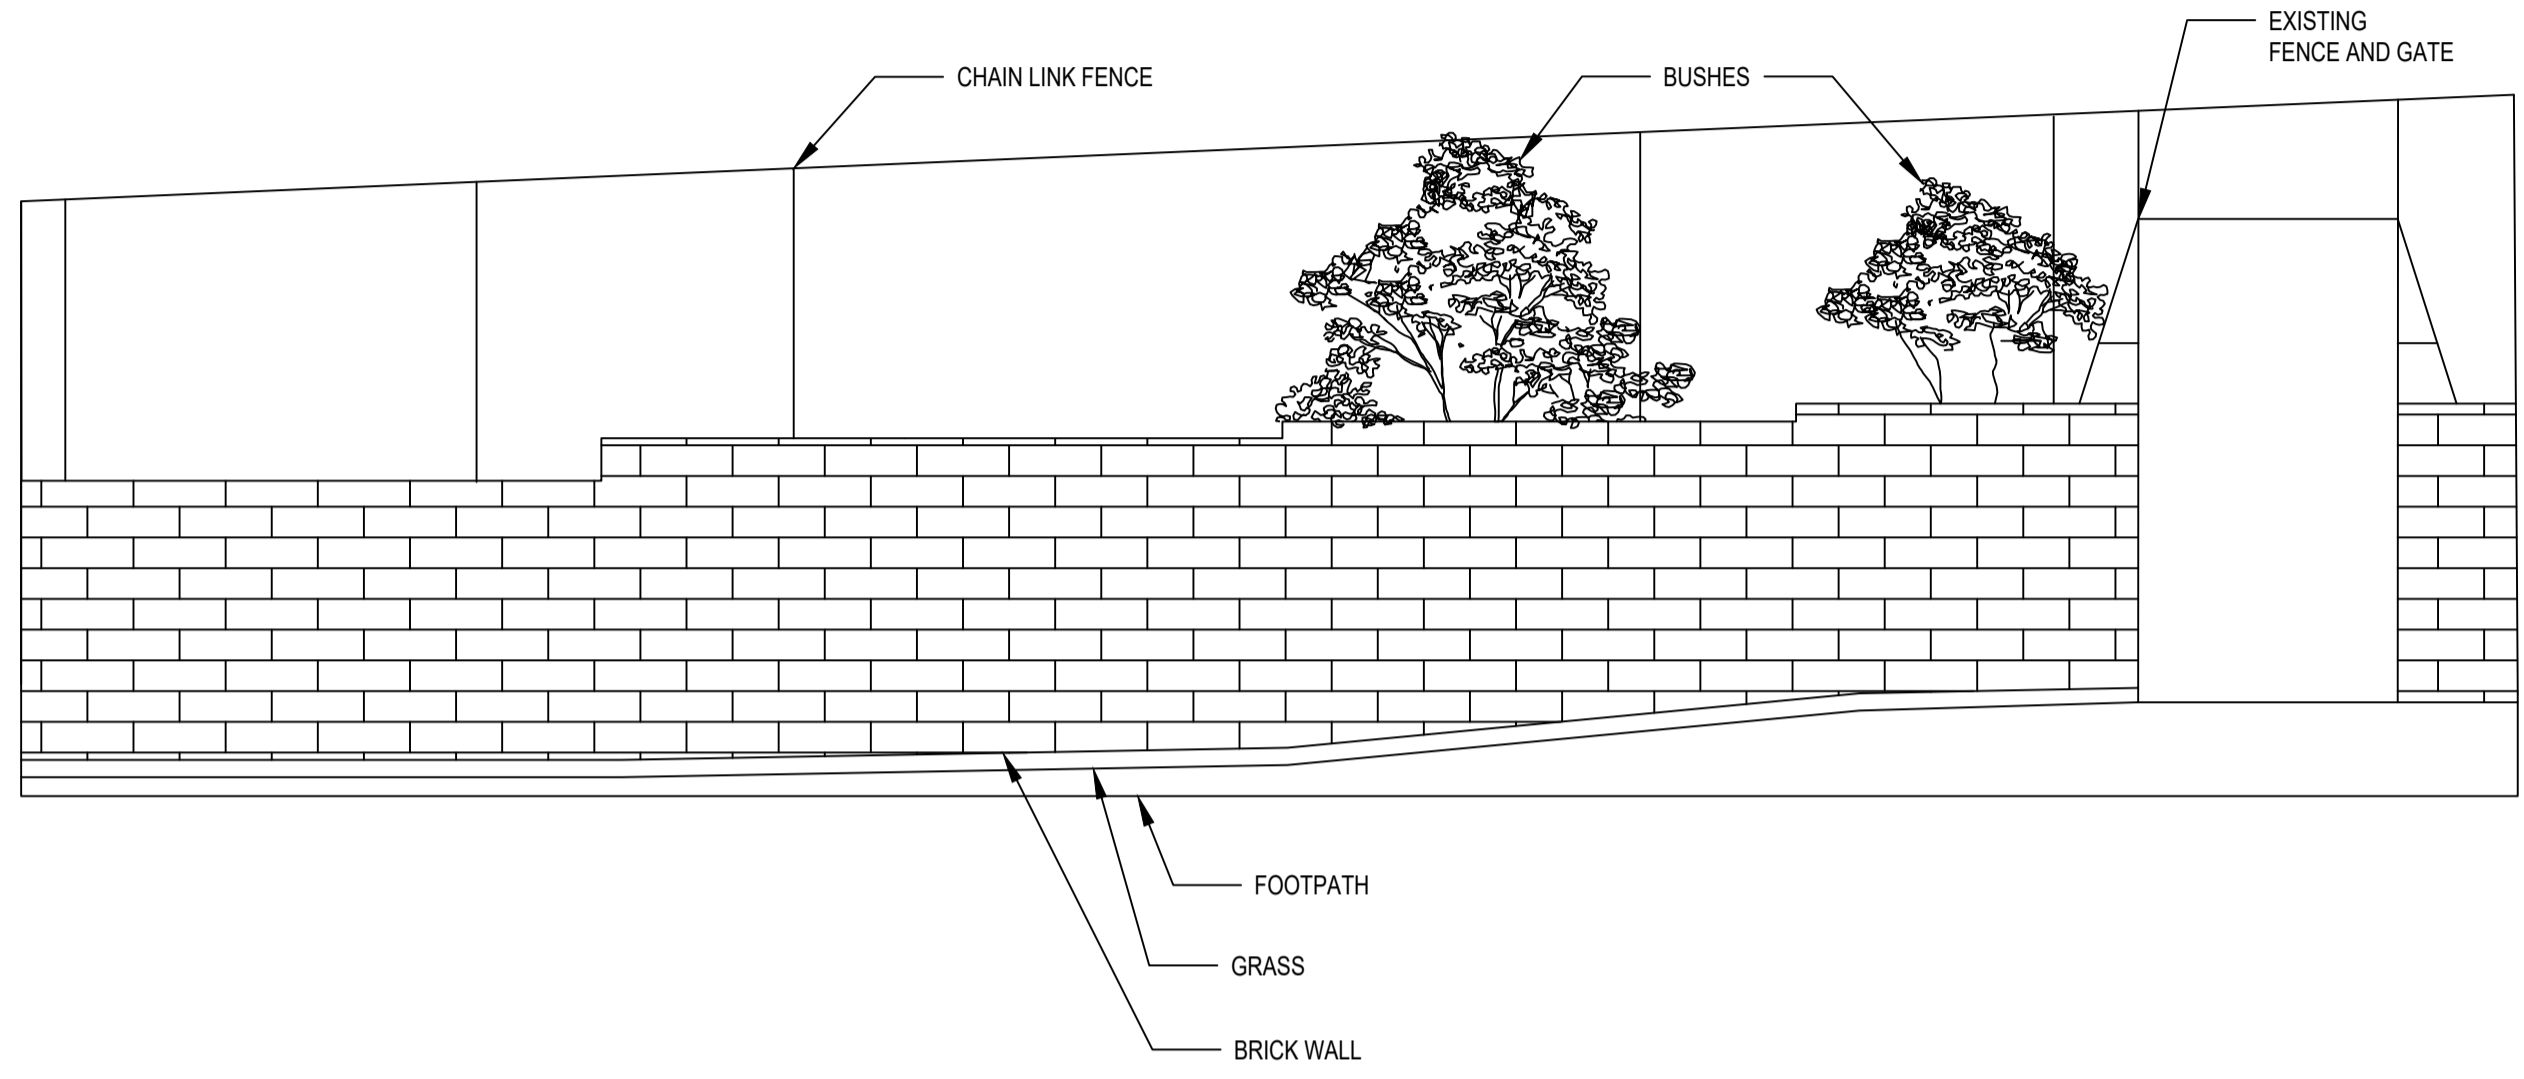 EXISTING
FENCE AND GATE
CHAIN LINK FENCE
BUSHES
FOOTPATH
GRASS
BRICK WALL